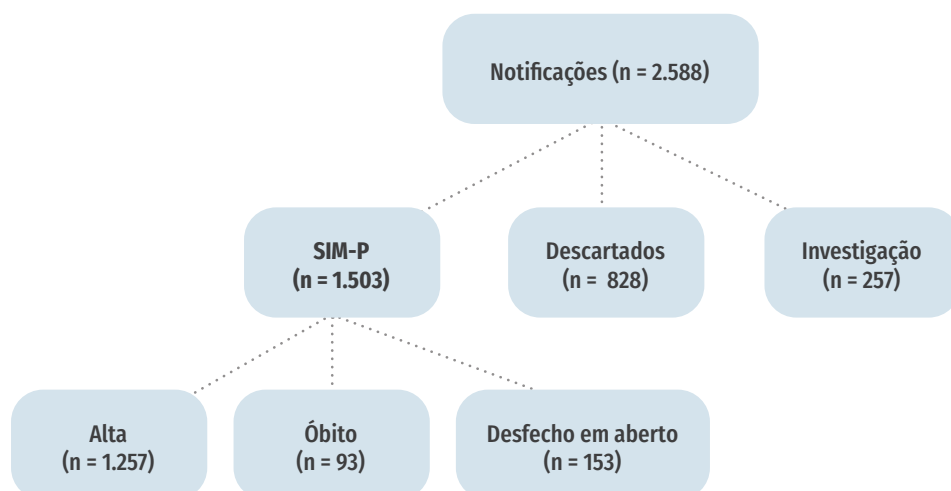 Notificações (n = 2.588)
SIM-P
(n = 1.503)
Descartados
(n = 828)
Investigação
(n = 257)
Alta
(n = 1.257)
Óbito
(n = 93)
Desfecho em aberto
(n = 153)